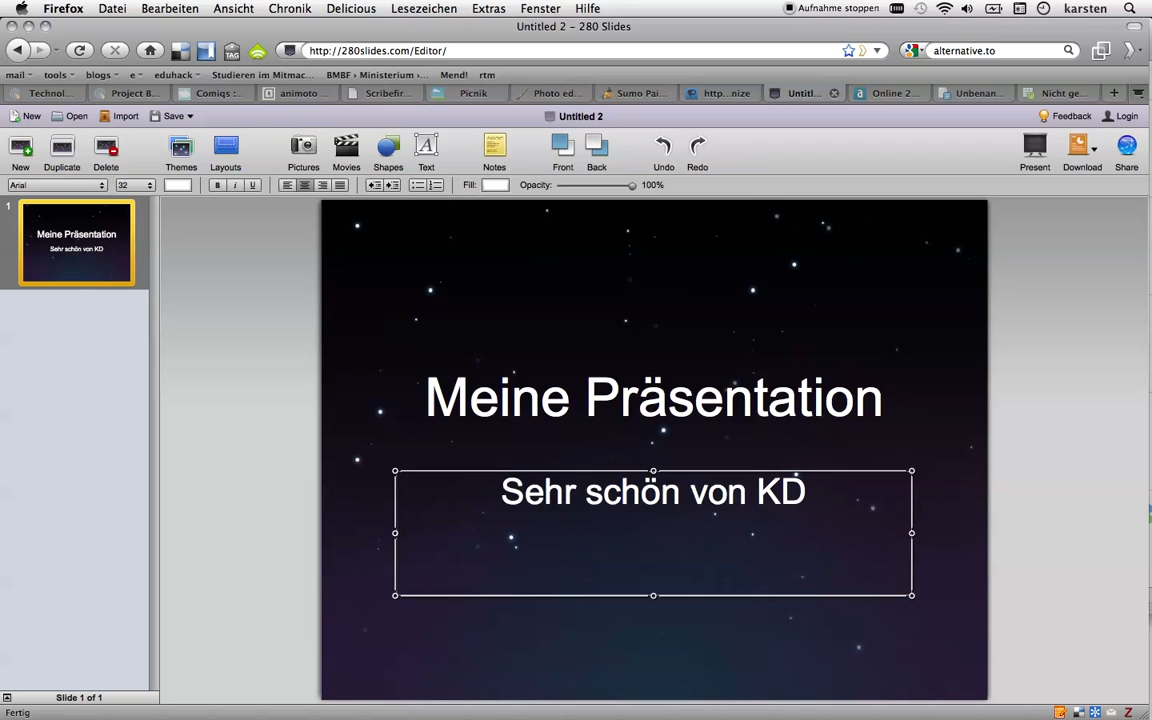 Firefox Datei Bearbeiten Ansicht Chronik Delicious Lesezeichen Extras Fenster Hilfe Aufnahme stoppen karsten
Untitled 2 – 280 Slides
http://280slides.com/Editor/ alternative.to
mail tools blogs e eduhack Studieren im Mitmac... BMBF › Ministerium ›... Mend! rtm
Technol... Project B... Comiqs :... animoto ... Scribefir... Picnik Photo ed... Sumo Pai... http...nize Untitl... Online 2... Unbenan... Nicht ge...
New Open Import Save Untitled 2 Feedback Login
New Duplicate Delete Themes Layouts Pictures Movies Shapes Text Notes Front Back Undo Redo Present Download Share
Arial 32 B i U Fill: Opacity: 100%
1
Meine Präsentation
Sehr schön von KD
Meine Präsentation
Sehr schön von KD
Slide 1 of 1
Fertig